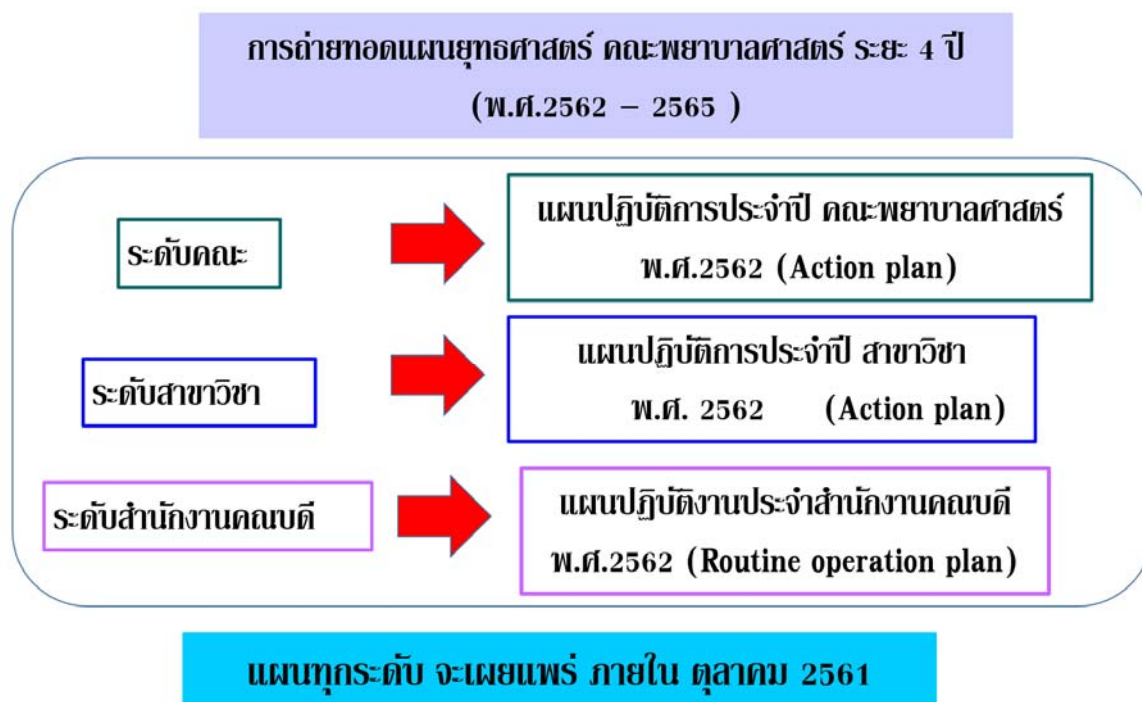 การถ่ายทอดแผนยุทธศาสตร์ คณะพยาบาลศาสตร์ ระยะ 4 ปี
(พ.ศ.2562 – 2565 )
ระดับคณะ
แผนปฏิบัติการประจำปี คณะพยาบาลศาสตร์
พ.ศ.2562 (Action plan)
ระดับสาขาวิชา
แผนปฏิบัติการประจำปี สาขาวิชา
พ.ศ. 2562 (Action plan)
ระดับสำนักงานคณบดี
แผนปฏิบัติงานประจำสำนักงานคณบดี
พ.ศ.2562 (Routine operation plan)
แผนทุกระดับ จะเผยแพร่ ภายใน ตุลาคม 2561